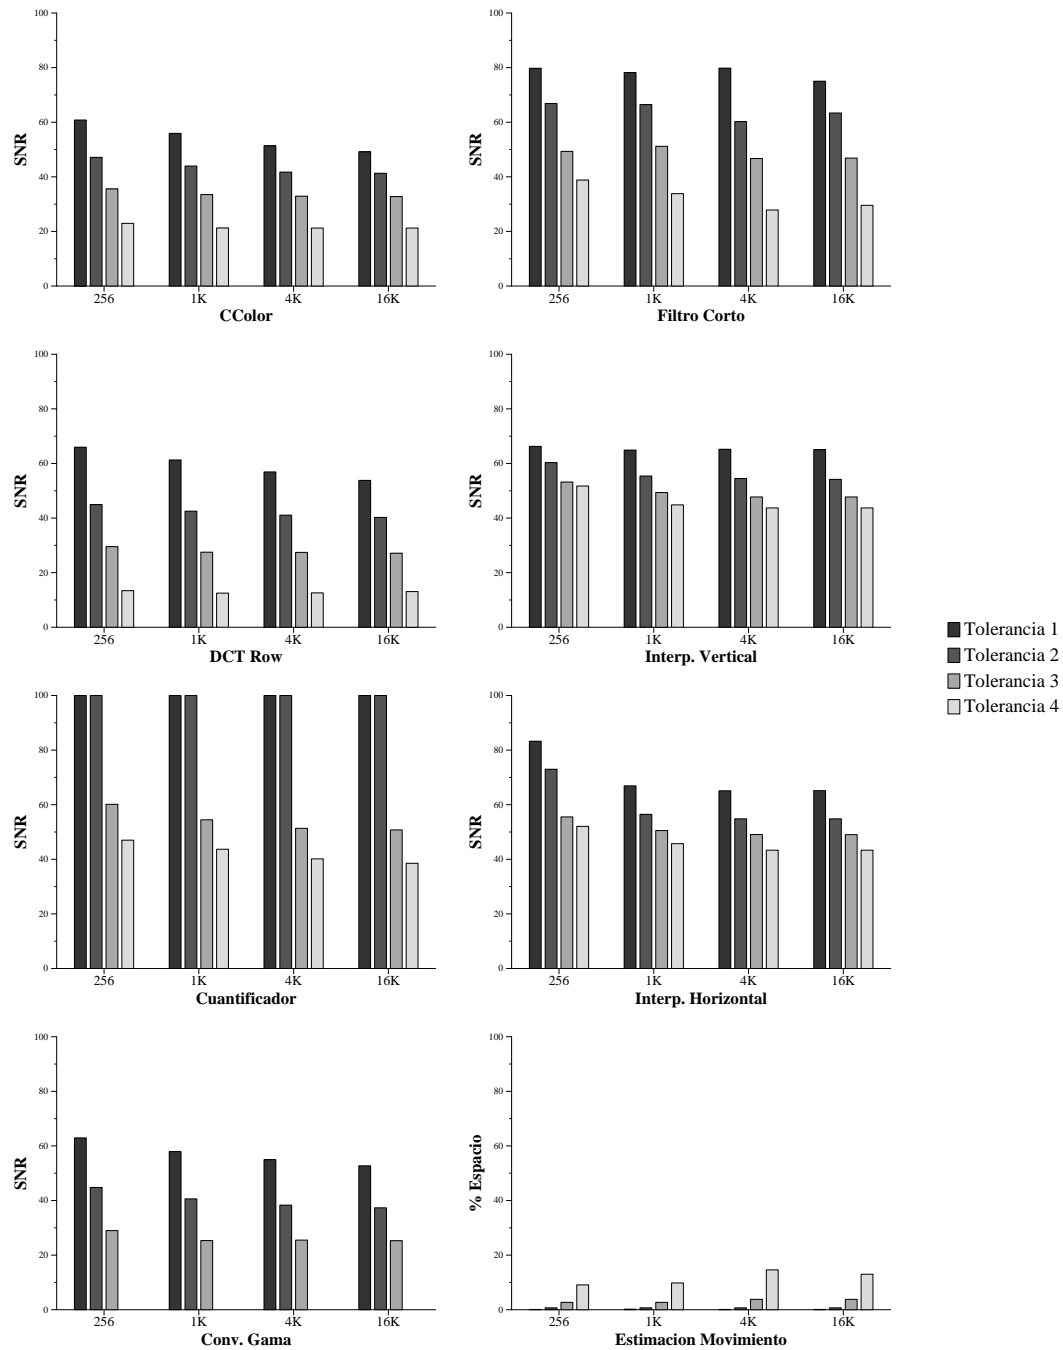 100
80
60
40
20
0
SNR
256 1K 4K 16K
CColor
100
80
60
40
20
0
SNR
256 1K 4K 16K
Filtro Corto
100
80
60
40
20
0
SNR
256 1K 4K 16K
DCT Row
100
80
60
40
20
0
SNR
256 1K 4K 16K
Interp. Vertical
Tolerancia 1
Tolerancia 2
Tolerancia 3
Tolerancia 4
100
80
60
40
20
0
SNR
256 1K 4K 16K
Cuantificador
100
80
60
40
20
0
SNR
256 1K 4K 16K
Interp. Horizontal
100
80
60
40
20
0
SNR
256 1K 4K 16K
Conv. Gama
100
80
60
40
20
0
% Espacio
256 1K 4K 16K
Estimacion Movimiento